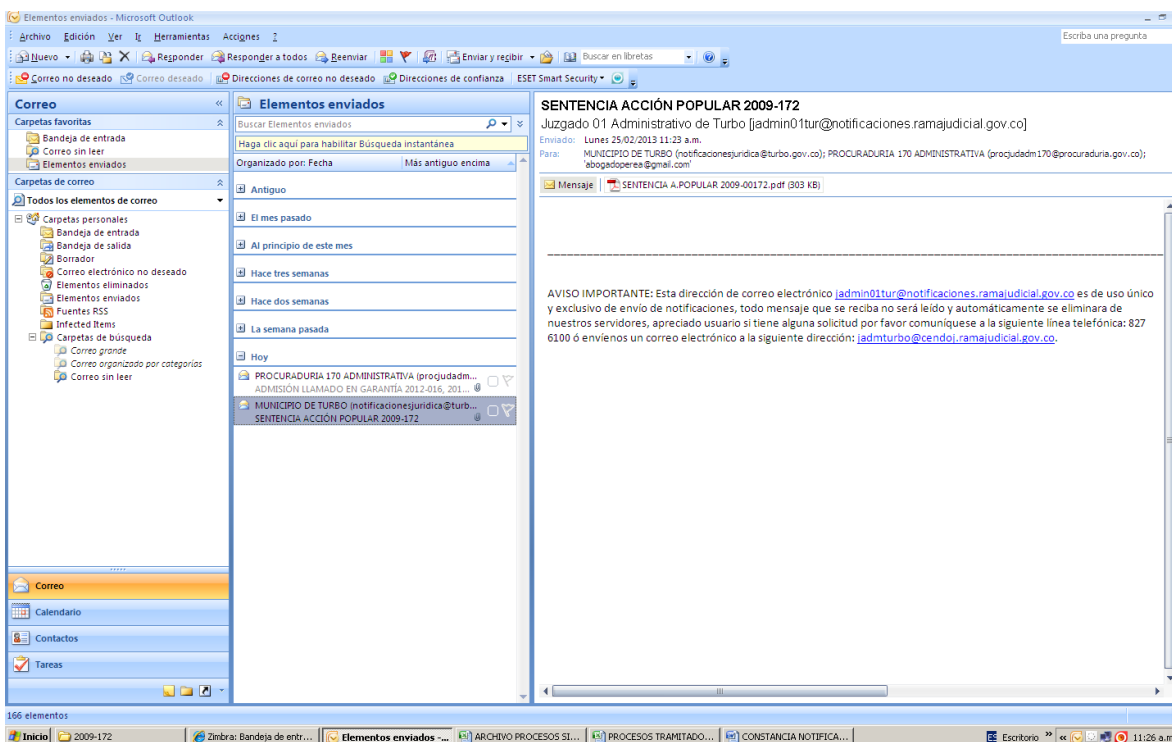 Elementos enviados - Microsoft Outlook
Archivo Edición Ver Ir Herramientas Acciones ?
Escriba una pregunta
Nuevo Responder Responder a todos Reenviar Enviar y recibir Buscar en libretas
Correo no deseado Correo deseado Direcciones de correo no deseado Direcciones de confianza ESET Smart Security
Correo
Carpetas favoritas
Bandeja de entrada
Correo sin leer
Elementos enviados
Carpetas de correo
Todos los elementos de correo
Carpetas personales
Bandeja de entrada
Bandeja de salida
Borrador
Correo electrónico no deseado
Elementos eliminados
Elementos enviados
Fuentes RSS
Infected Items
Carpetas de búsqueda
Correo grande
Correo organizado por categorías
Correo sin leer
Correo
Calendario
Contactos
Tareas
Elementos enviados
Buscar Elementos enviados
Haga clic aquí para habilitar Búsqueda instantánea
Organizado por: Fecha Más antiguo encima
Antiguo
El mes pasado
Al principio de este mes
Hace tres semanas
Hace dos semanas
La semana pasada
Hoy
PROCURADURIA 170 ADMINISTRATIVA (procjudadm...
ADMISIÓN LLAMADO EN GARANTÍA 2012-016, 201...
MUNICIPIO DE TURBO (notificacionesjuridica@turb...
SENTENCIA ACCIÓN POPULAR 2009-172
SENTENCIA ACCIÓN POPULAR 2009-172
Juzgado 01 Administrativo de Turbo [jadmin01tur@notificaciones.ramajudicial.gov.co]
Enviado: Lunes 25/02/2013 11:23 a.m.
Para: MUNICIPIO DE TURBO (notificacionesjuridica@turbo.gov.co); PROCURADURIA 170 ADMINISTRATIVA (procjudadm170@procuraduria.gov.co);
'abogadoperea@gmail.com'
Mensaje SENTENCIA A.POPULAR 2009-00172.pdf (303 KB)
AVISO IMPORTANTE: Esta dirección de correo electrónico jadmin01tur@notificaciones.ramajudicial.gov.co es de uso único
y exclusivo de envío de notificaciones, todo mensaje que se reciba no será leído y automáticamente se eliminara de
nuestros servidores, apreciado usuario si tiene alguna solicitud por favor comuníquese a la siguiente línea telefónica: 827
6100 ó envíenos un correo electrónico a la siguiente dirección: jadmturbo@cendoj.ramajudicial.gov.co.
166 elementos
Inicio 2009-172 Zimbra: Bandeja de entr... Elementos enviados -... ARCHIVO PROCESOS SI... PROCESOS TRAMITADO... CONSTANCIA NOTIFICA... Escritorio 11:26 a.m.